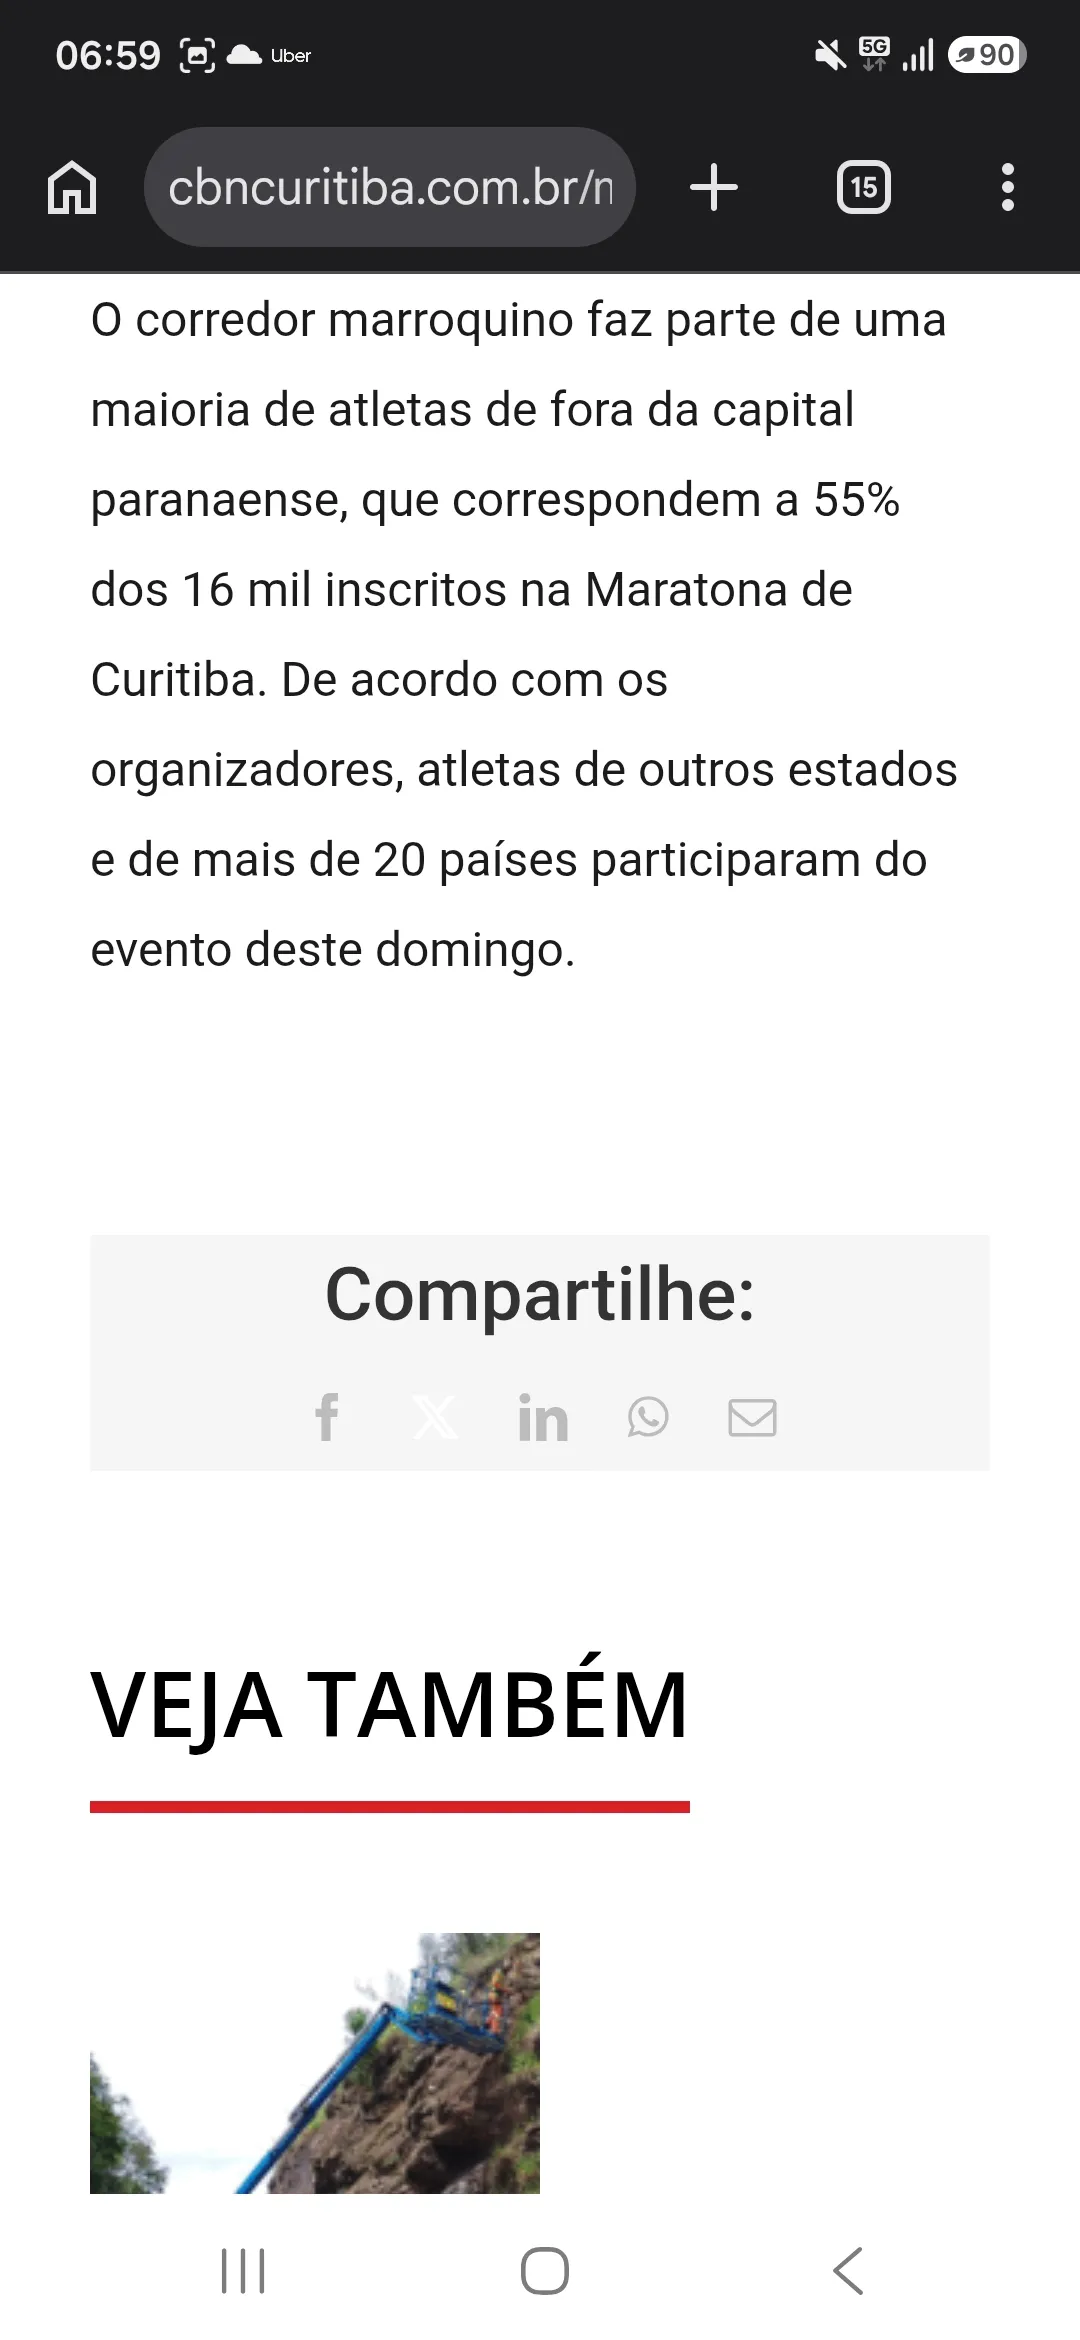 06:59 Uber 5G 90
cbncuritiba.com.br/n 15
O corredor marroquino faz parte de uma
maioria de atletas de fora da capital
paranaense, que correspondem a 55%
dos 16 mil inscritos na Maratona de
Curitiba. De acordo com os
organizadores, atletas de outros estados
e de mais de 20 países participaram do
evento deste domingo.
Compartilhe:
VEJA TAMBÉM